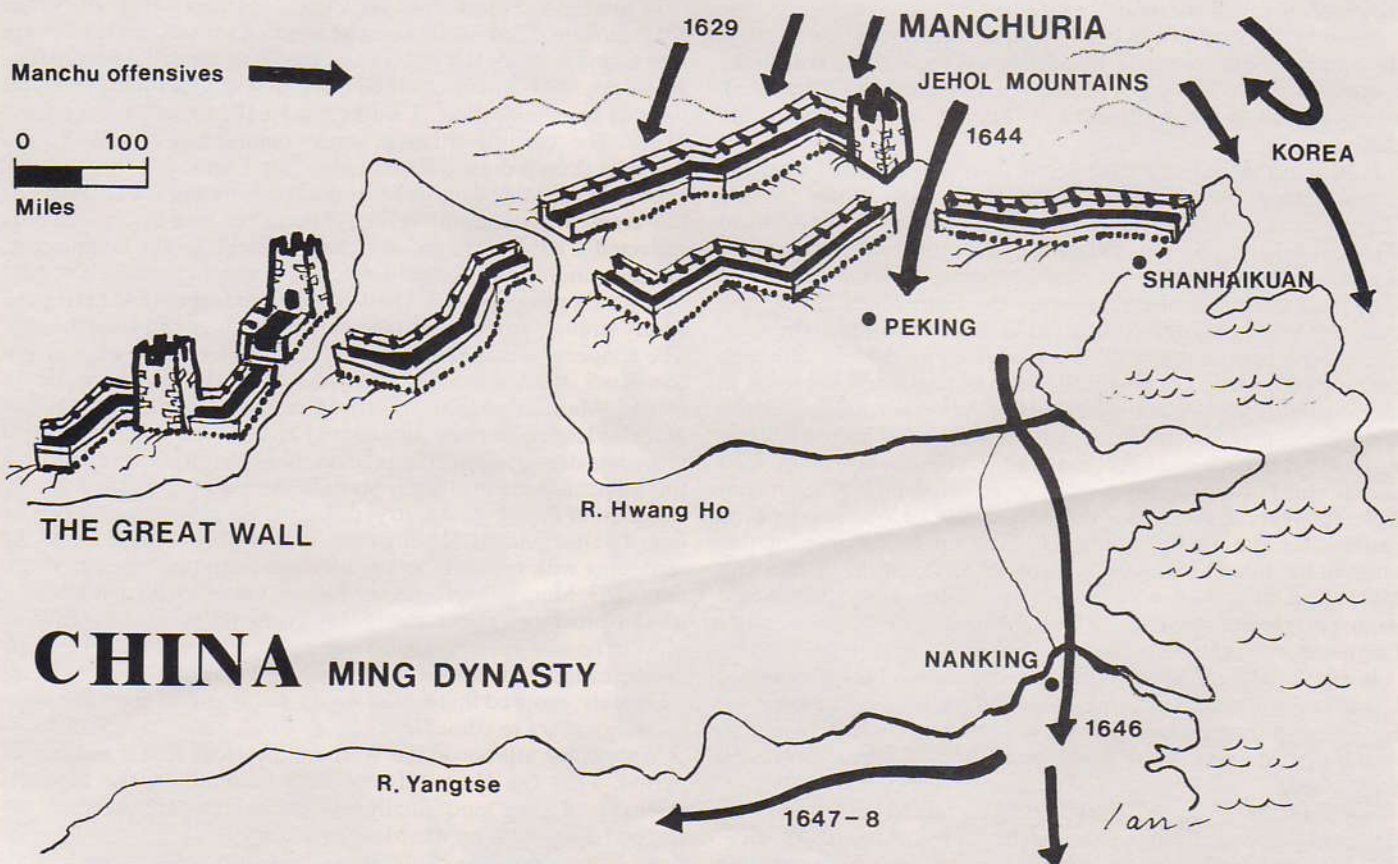 1629
MANCHURIA
Manchu offensives
JEHOL MOUNTAINS
0 100
Miles
1644
KOREA
SHANHAIKUAN
PEKING
R. Hwang Ho
THE GREAT WALL
CHINA MING DYNASTY
NANKING
1646
R. Yangtse
1647-8